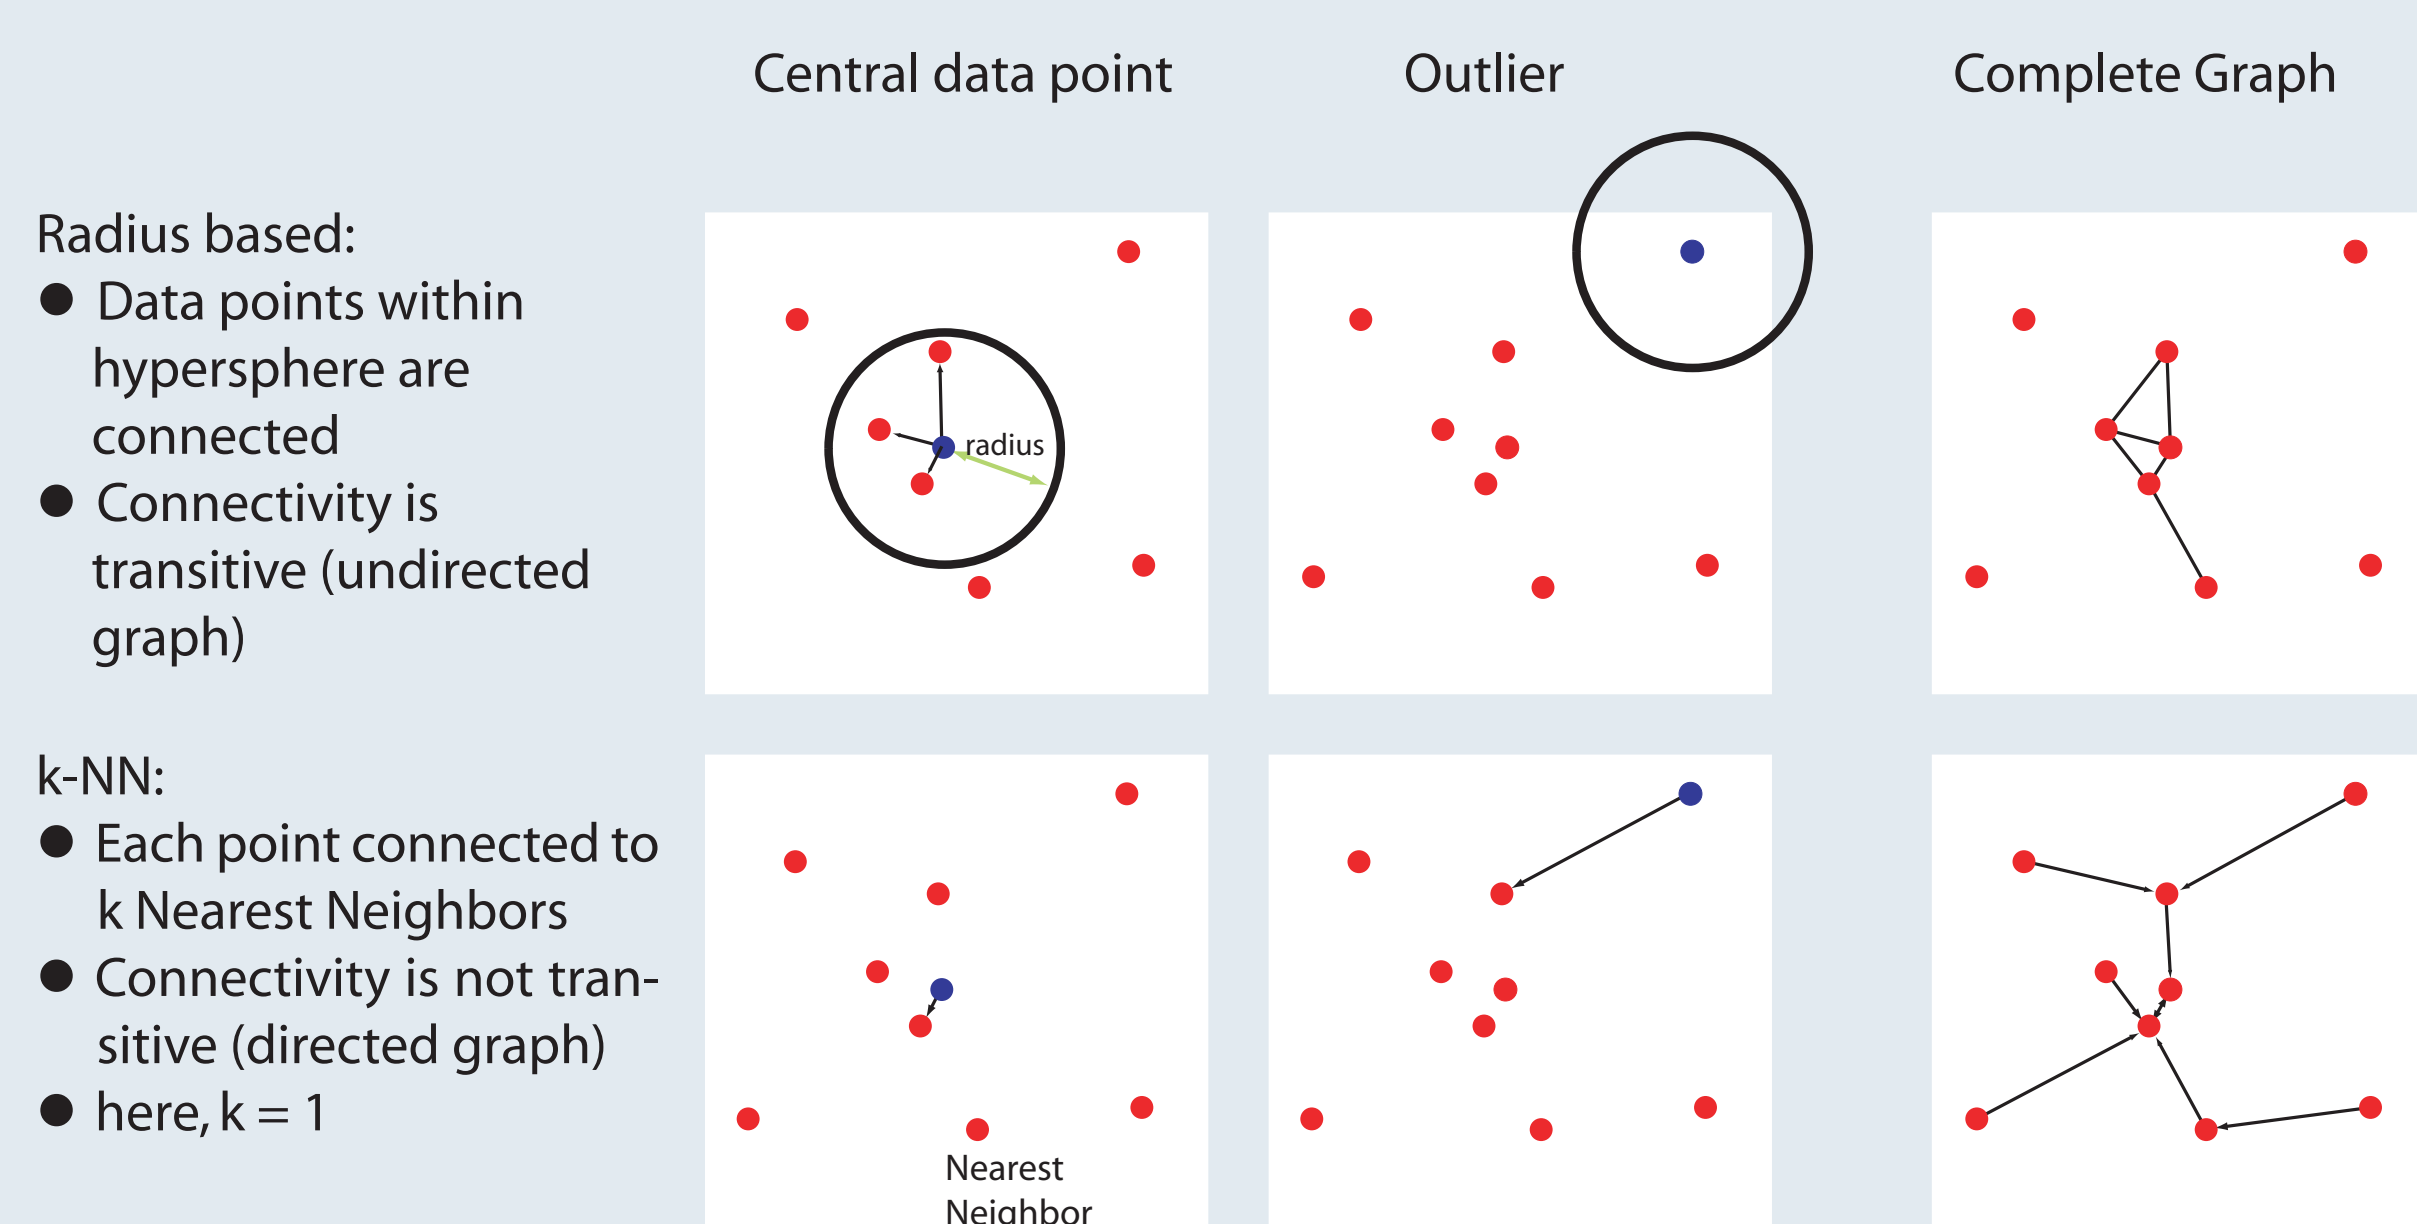 Central data point
Outlier
Complete Graph
Radius based:
● Data points within
hypersphere are
connected
● Connectivity is
transitive (undirected
graph)
radius
k-NN:
● Each point connected to
k Nearest Neighbors
● Connectivity is not tran-
sitive (directed graph)
● here, k = 1
Nearest
Neighbor